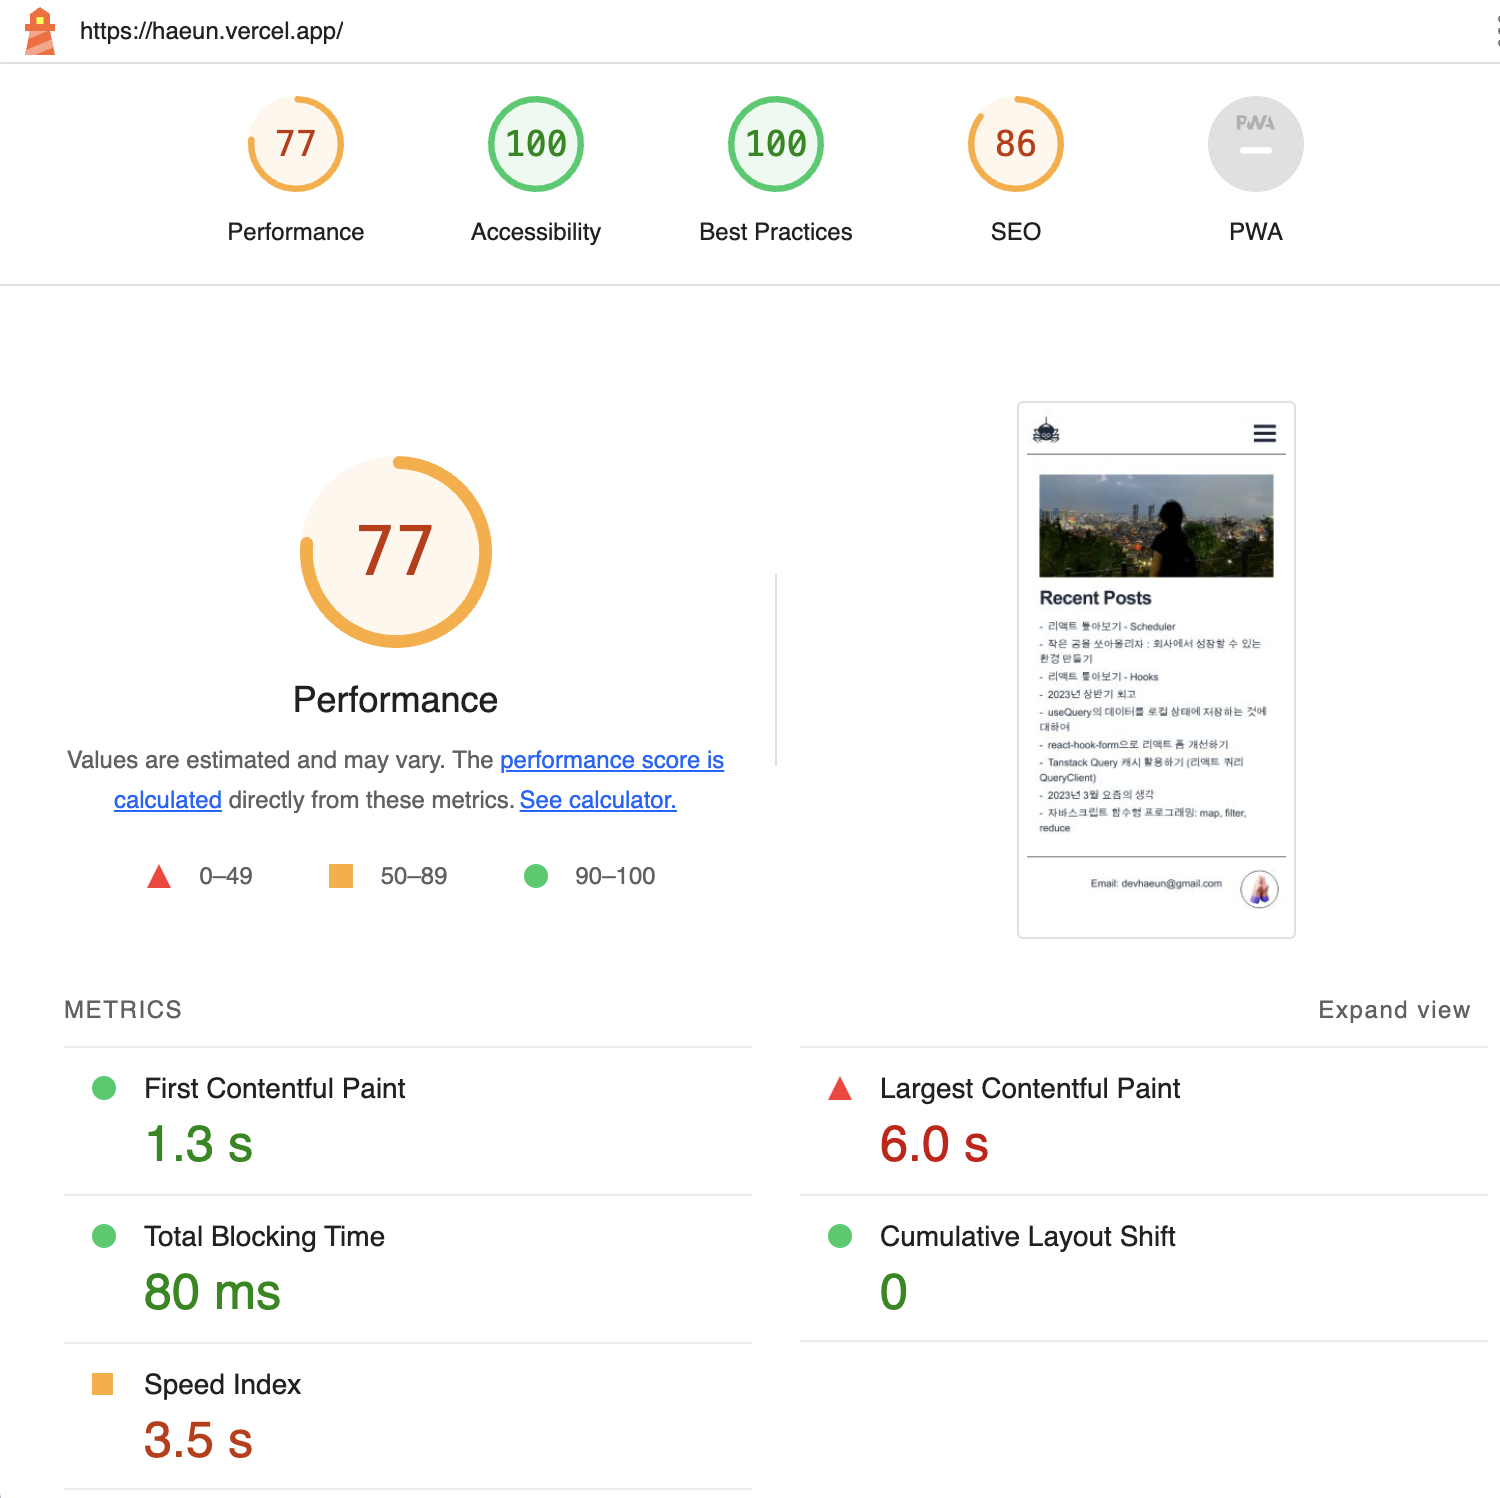 https://haeun.vercel.app/
77
100
100
86
PWA
Performance
Accessibility
Best Practices
SEO
PWA
77
Performance
Values are estimated and may vary. The performance score is
calculated directly from these metrics. See calculator.
0–49
50–89
90–100
Recent Posts
- 리액트 톺아보기 - Scheduler
- 작은 공을 쏘아올리자 : 회사에서 성장할 수 있는
환경 만들기
- 리액트 톺아보기 - Hooks
- 2023년 상반기 회고
- useQuery의 데이터를 로컬 상태에 저장하는 것에
대하여
- react-hook-form으로 리액트 폼 개선하기
- Tanstack Query 캐시 활용하기 (리액트 쿼리
QueryClient)
- 2023년 3월 요즘의 생각
- 자바스크립트 함수형 프로그래밍: map, filter,
reduce
Email: devhaeun@gmail.com
METRICS
Expand view
First Contentful Paint
1.3 s
Largest Contentful Paint
6.0 s
Total Blocking Time
80 ms
Cumulative Layout Shift
0
Speed Index
3.5 s